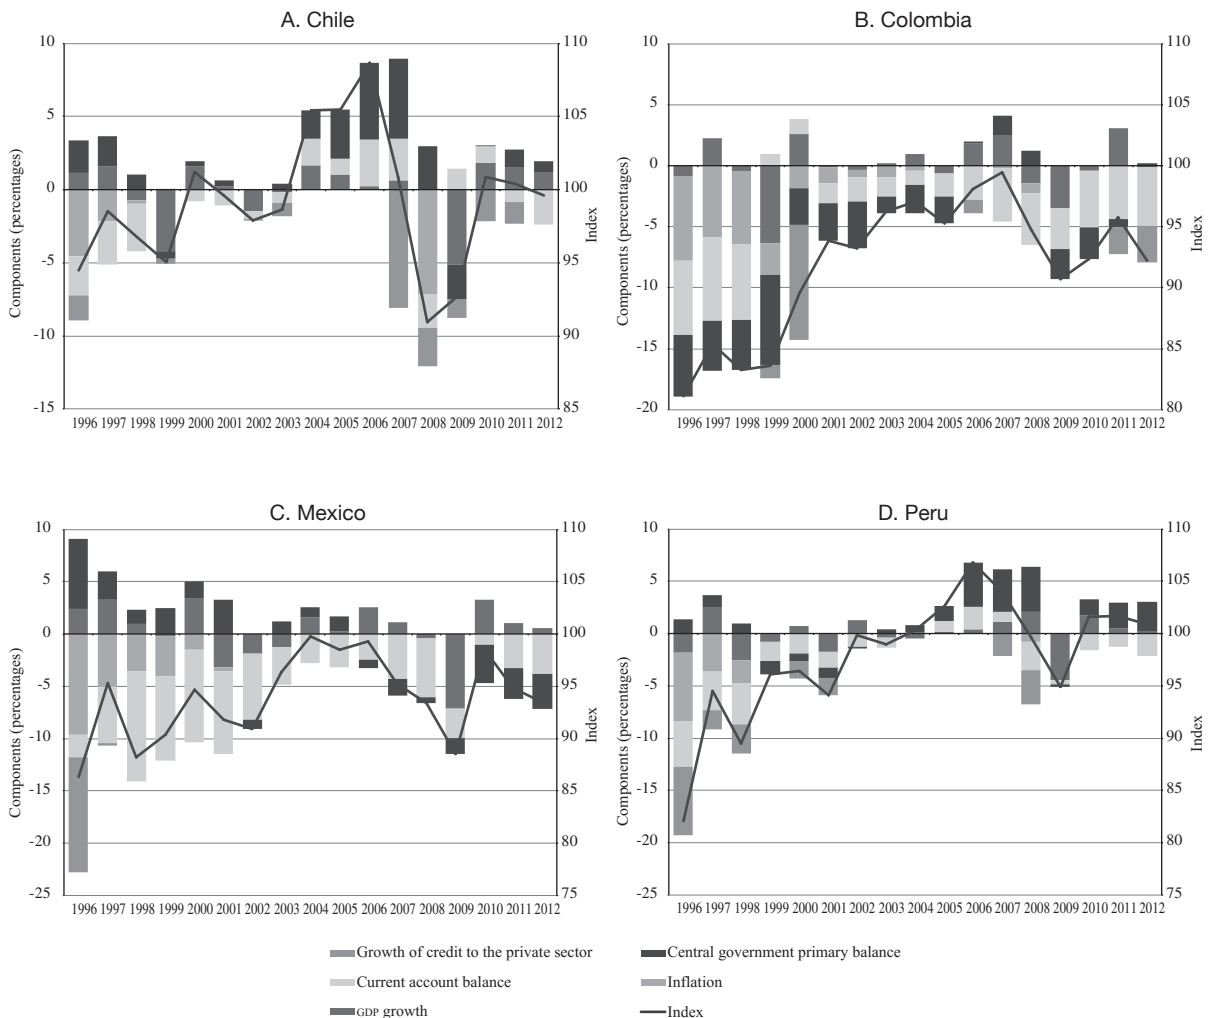 A. Chile
B. Colombia
10 110 10 110
5 105 5 105
0 100 0 100
-5 95 -5 95
-10 90 -10 90
-15 85 -15 85
-20 80
Components (percentages)
Index
Components (percentages)
Index
1996 1997 1998 1999 2000 2001 2002 2003 2004 2005 2006 2007 2008 2009 2010 2011 2012
1996 1997 1998 1999 2000 2001 2002 2003 2004 2005 2006 2007 2008 2009 2010 2011 2012
C. Mexico
D. Peru
10 110 10 110
5 105 5 105
0 100 0 100
-5 95 -5 95
-10 90 -10 90
-15 85 -15 85
-20 80 -20 80
-25 75 -25 75
Components (percentages)
Index
Components (percentages)
Index
1996 1997 1998 1999 2000 2001 2002 2003 2004 2005 2006 2007 2008 2009 2010 2011 2012
1996 1997 1998 1999 2000 2001 2002 2003 2004 2005 2006 2007 2008 2009 2010 2011 2012
Growth of credit to the private sector
Central government primary balance
Current account balance
Inflation
GDP growth
Index